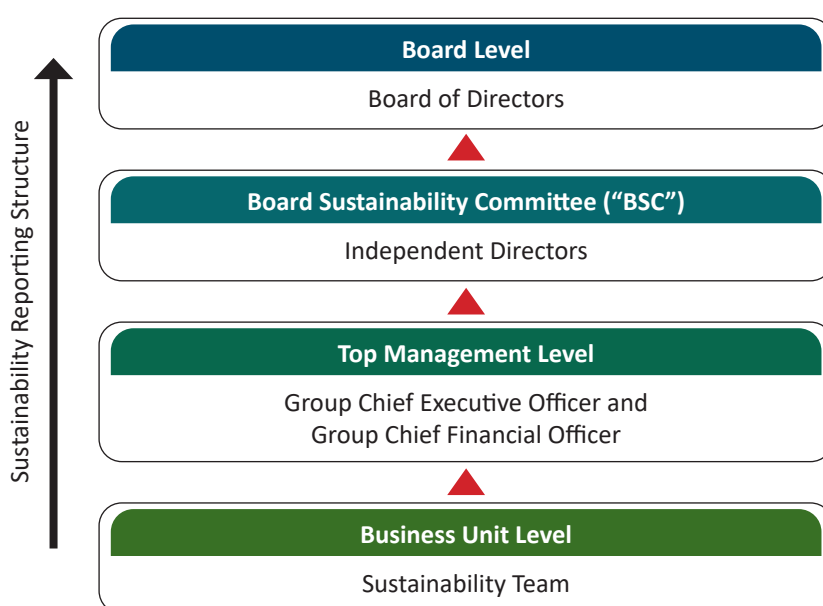 Sustainability Reporting Structure
Board Level
Board of Directors
Board Sustainability Committee (“BSC”)
Independent Directors
Top Management Level
Group Chief Executive Officer and
Group Chief Financial Officer
Business Unit Level
Sustainability Team